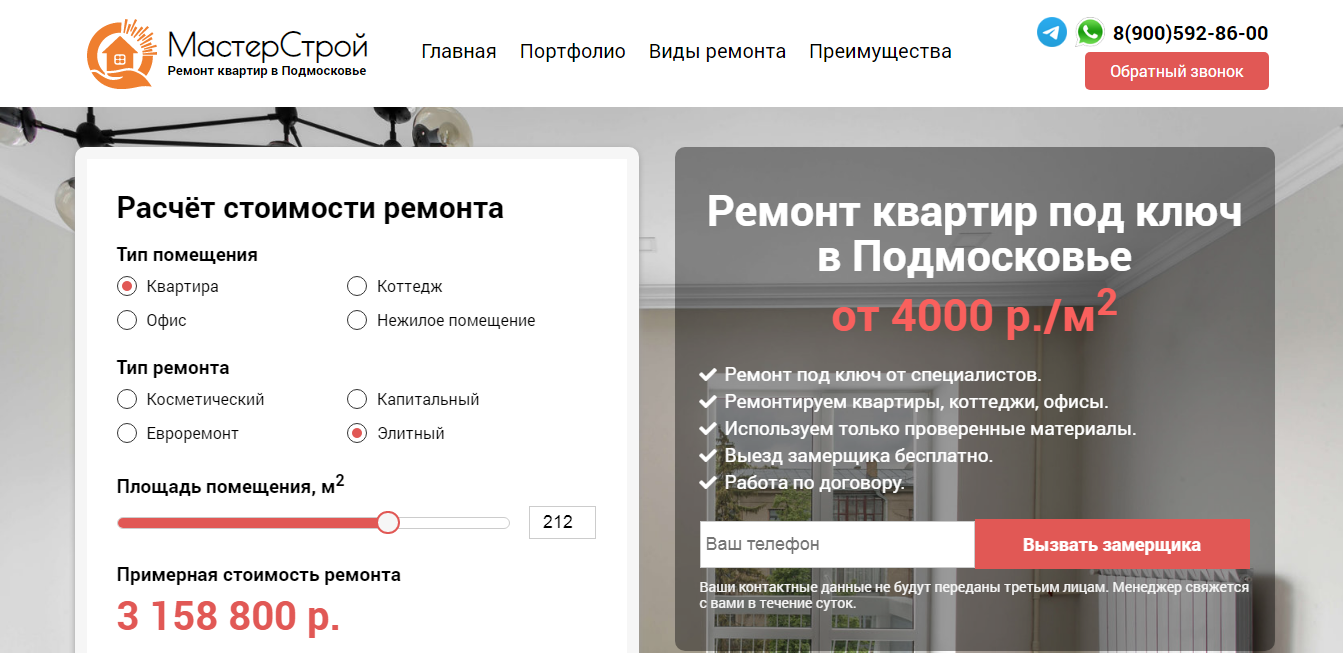 МастерСтрой
Ремонт квартир в Подмосковье
Главная Портфолио Виды ремонта Преимущества
8(900)592-86-00
Обратный звонок
Расчёт стоимости ремонта
Тип помещения
Квартира Коттедж
Офис Нежилое помещение
Тип ремонта
Косметический Капитальный
Евроремонт Элитный
Площадь помещения, м2
212
Примерная стоимость ремонта
3 158 800 р.
Ремонт квартир под ключ
в Подмосковье
от 4000 р./м2
Ремонт под ключ от специалистов.
Ремонтируем квартиры, коттеджи, офисы.
Используем только проверенные материалы.
Выезд замерщика бесплатно.
Работа по договору.
Ваш телефон Вызвать замерщика
Ваши контактные данные не будут переданы третьим лицам. Менеджер свяжется
с вами в течение суток.